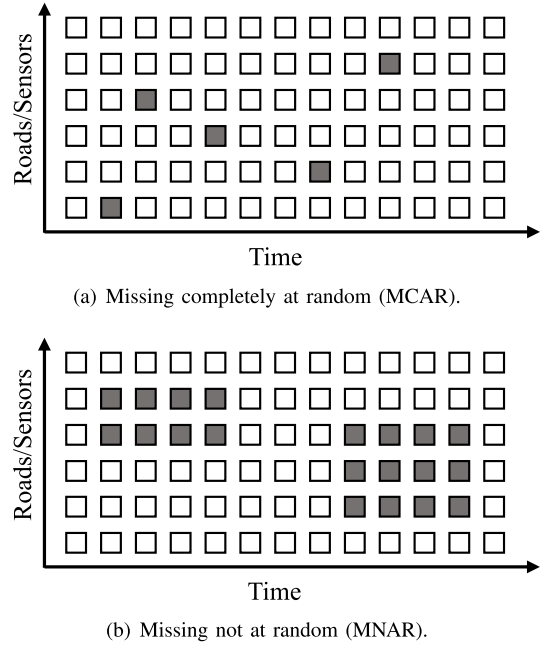 Roads/Sensors
Time
(a) Missing completely at random (MCAR).
Roads/Sensors
Time
(b) Missing not at random (MNAR).